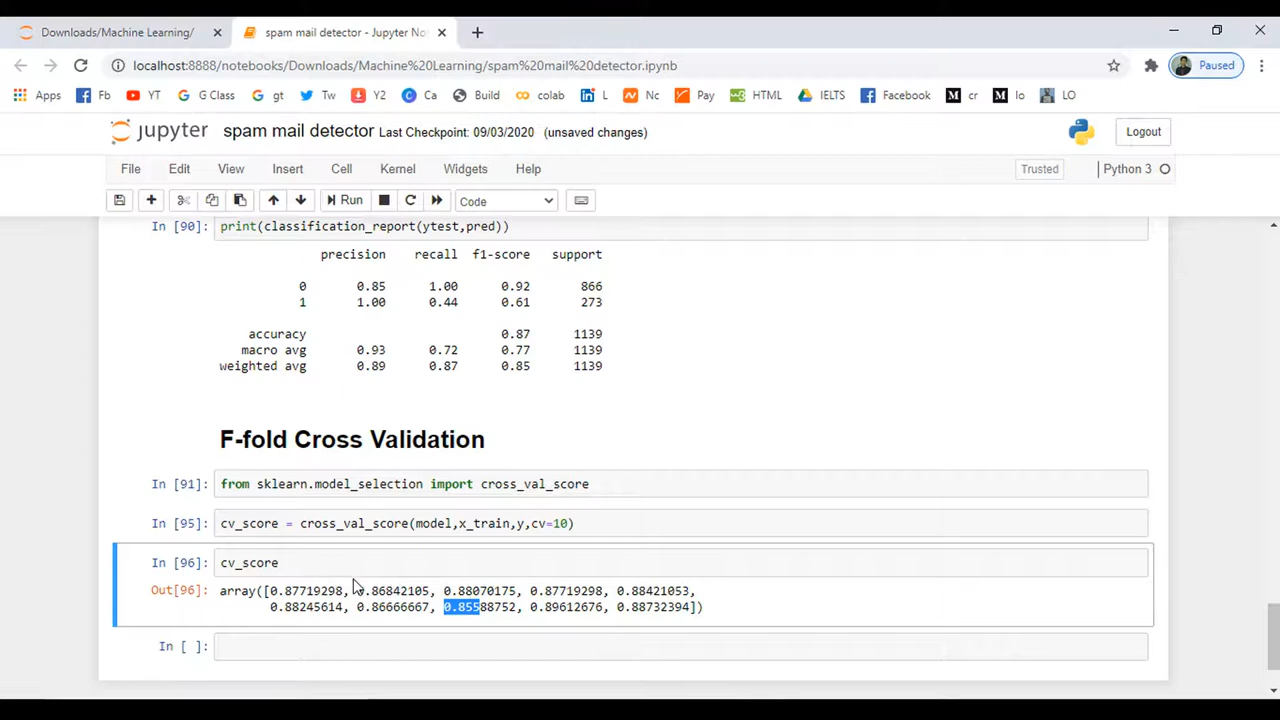 Downloads/Machine Learning/
spam mail detector - Jupyter No
localhost:8888/notebooks/Downloads/Machine%20Learning/spam%20mail%20detector.ipynb
Paused
Apps Fb YT G Class gt Tw Y2 Ca Build colab L Nc Pay HTML IELTS Facebook cr Io LO
jupyter spam mail detector Last Checkpoint: 09/03/2020 (unsaved changes)
Logout
File Edit View Insert Cell Kernel Widgets Help Trusted Python 3
Run Code
In [90]: print(classification_report(ytest,pred))
precision recall f1-score support
0 0.85 1.00 0.92 866
1 1.00 0.44 0.61 273
accuracy 0.87 1139
macro avg 0.93 0.72 0.77 1139
weighted avg 0.89 0.87 0.85 1139
F-fold Cross Validation
In [91]: from sklearn.model_selection import cross_val_score
In [95]: cv_score = cross_val_score(model,x_train,y,cv=10)
In [96]: cv_score
Out[96]: array([0.87719298, 0.86842105, 0.88070175, 0.87719298, 0.88421053,
0.88245614, 0.86666667, 0.85588752, 0.89612676, 0.88732394])
In [ ]: